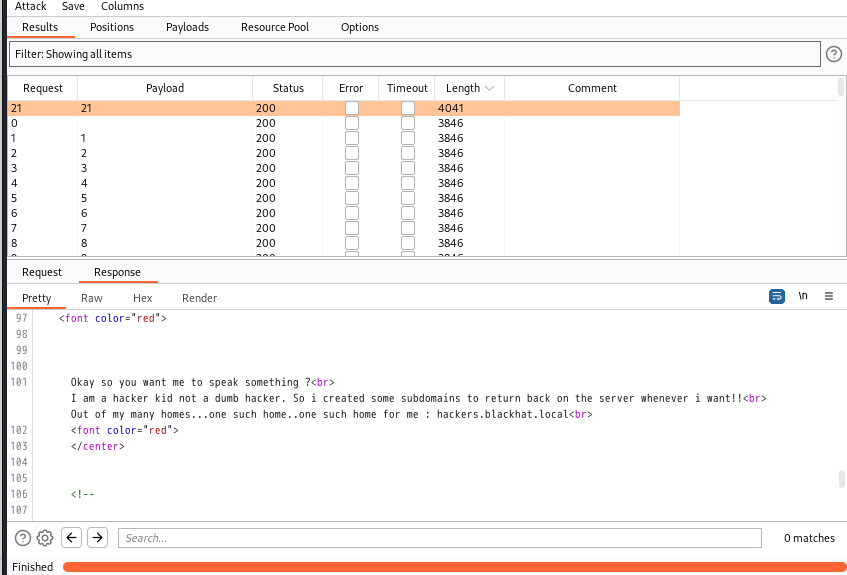 Attack Save Columns
Results Positions Payloads Resource Pool Options
Filter: Showing all items
Request Payload Status Error Timeout Length Comment
21 21 200 4041
0 200 3846
1 1 200 3846
2 2 200 3846
3 3 200 3846
4 4 200 3846
5 5 200 3846
6 6 200 3846
7 7 200 3846
8 8 200 3846
Request Response
Pretty Raw Hex Render \n
97 <font color="red">
98
99
100
101 Okay so you want me to speak something ?<br>
I am a hacker kid not a dumb hacker. So i created some subdomains to return back on the server whenever i want!!<br>
Out of my many homes...one such home..one such home for me : hackers.blackhat.local<br>
102 <font color="red">
103 </center>
104
105
106 <!--
107
Search... 0 matches
Finished